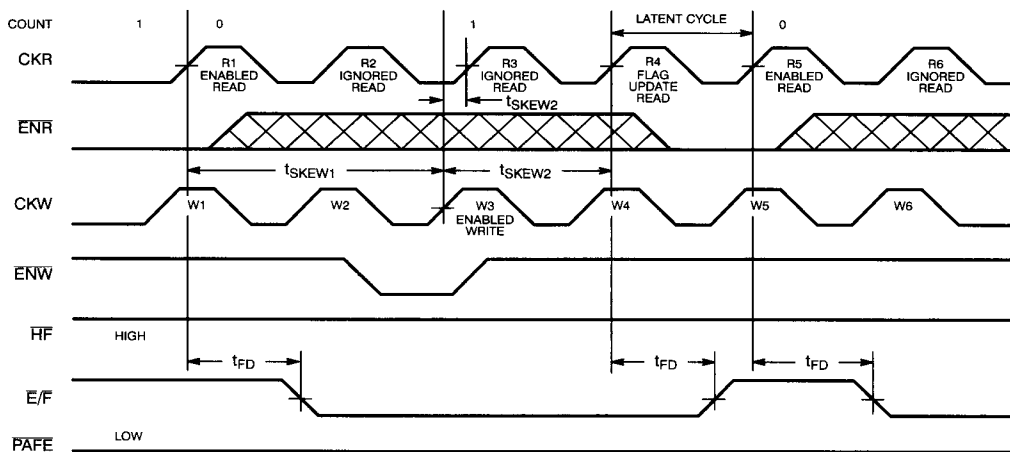 COUNT 1 0 1 LATENT CYCLE 0
CKR
R1 ENABLED READ
R2 IGNORED READ
R3 IGNORED READ
R4 FLAG UPDATE READ
R5 ENABLED READ
R6 IGNORED READ
tSKEW2
ENR
tSKEW1 tSKEW2
CKW W1 W2 W3 W4 W5 W6
ENABLED WRITE
ENW
HF HIGH
tFD tFD tFD
E/F
LOW
PAFE